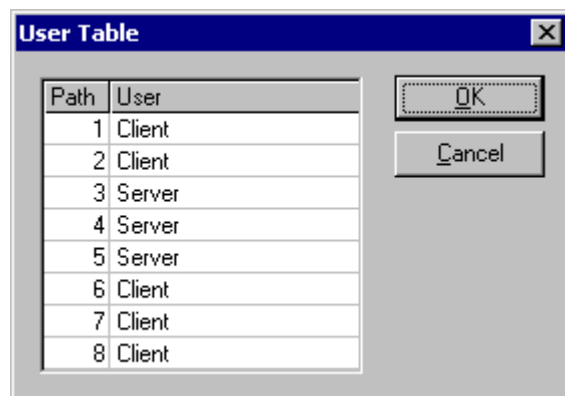 User Table
Path User
1 Client
2 Client
3 Server
4 Server
5 Server
6 Client
7 Client
8 Client
OK
Cancel